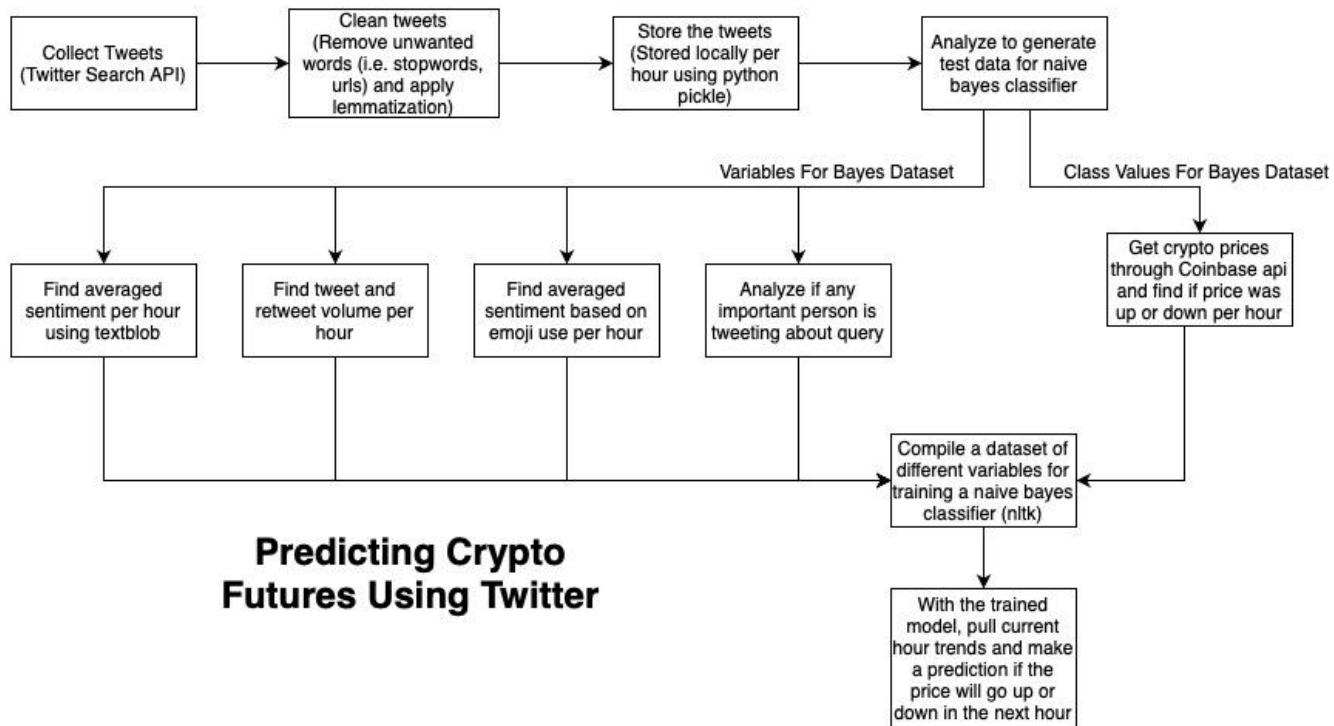 Collect Tweets
(Twitter Search API)
Clean tweets
(Remove unwanted
words (i.e. stopwords,
urls) and apply
lemmatization)
Store the tweets
(Stored locally per
hour using python
pickle)
Analyze to generate
test data for naive
bayes classifier
Variables For Bayes Dataset
Class Values For Bayes Dataset
Find averaged
sentiment per hour
using textblob
Find tweet and
retweet volume per
hour
Find averaged
sentiment based on
emoji use per hour
Analyze if any
important person is
tweeting about query
Get crypto prices
through Coinbase api
and find if price was
up or down per hour
Compile a dataset of
different variables for
training a naive bayes
classifier (nltk)
Predicting Crypto
Futures Using Twitter
With the trained
model, pull current
hour trends and make
a prediction if the
price will go up or
down in the next hour